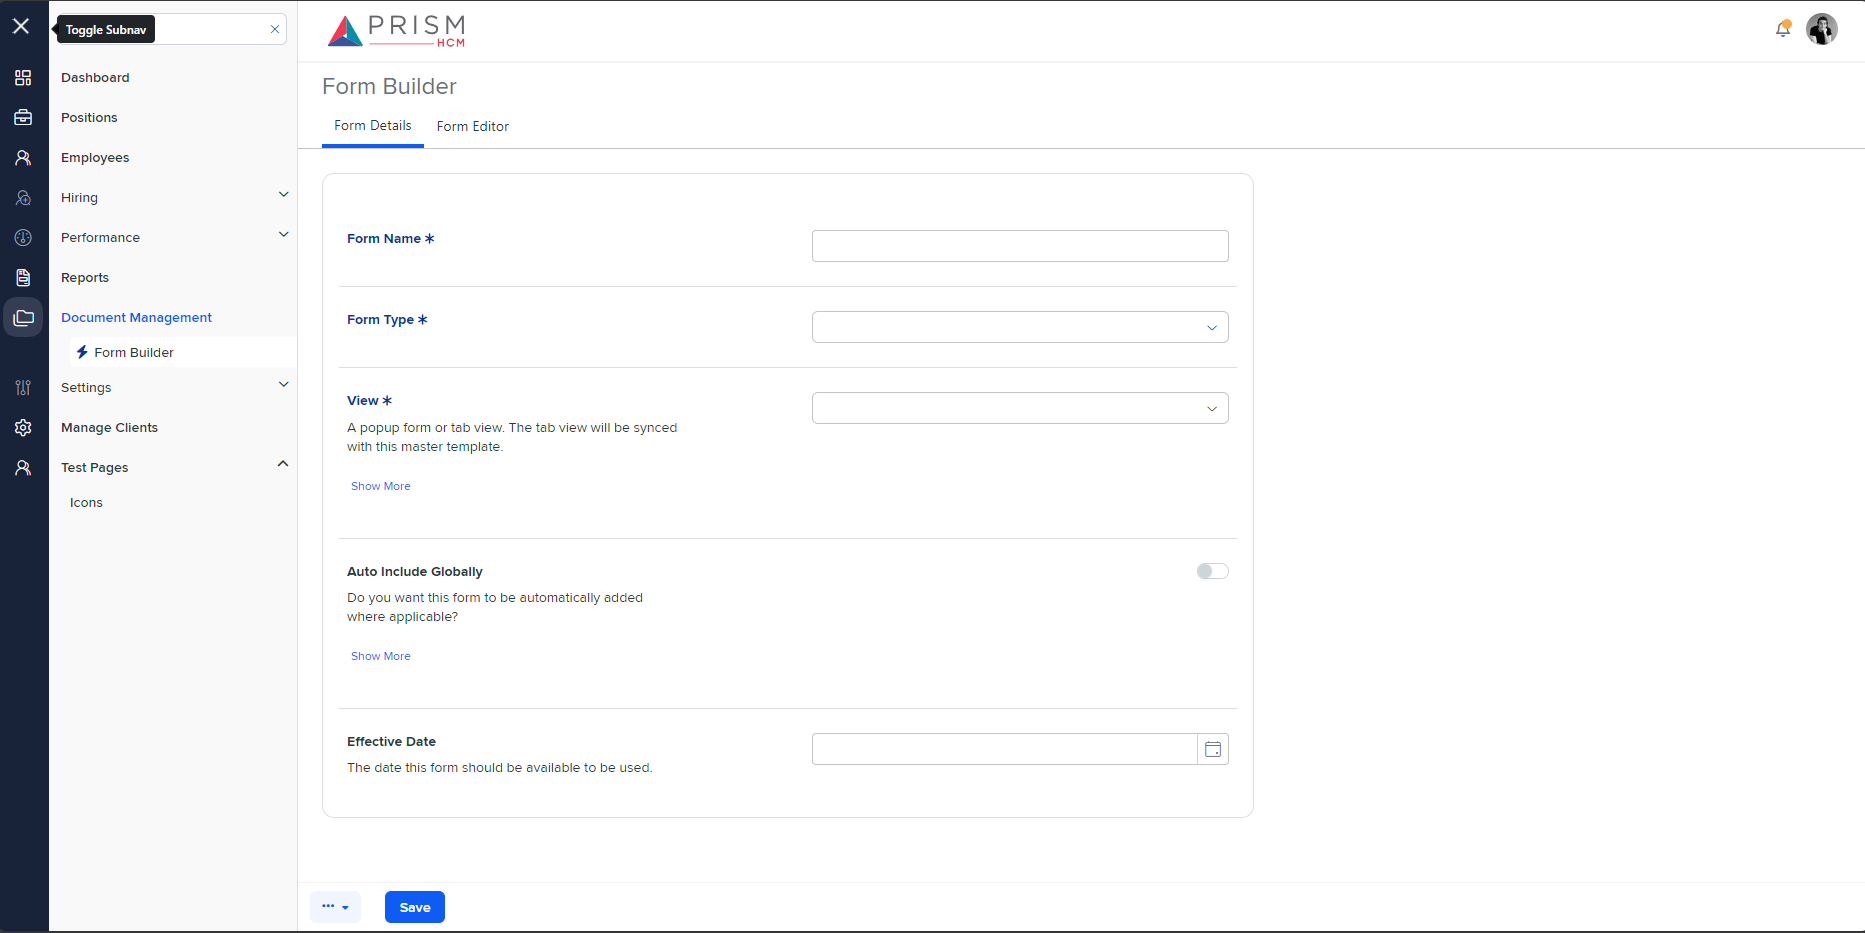 Toggle Subnav
Dashboard
Positions
Employees
Hiring
Performance
Reports
Document Management
Form Builder
Settings
Manage Clients
Test Pages
Icons
PRISM
HCM
Form Builder
Form Details
Form Editor
Form Name *
Form Type *
View *
A popup form or tab view. The tab view will be synced
with this master template.
Show More
Auto Include Globally
Do you want this form to be automatically added
where applicable?
Show More
Effective Date
The date this form should be available to be used.
Save